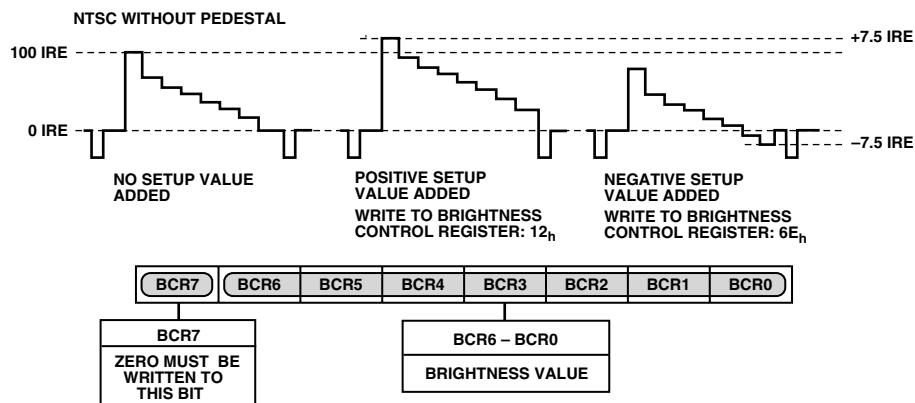 NTSC WITHOUT PEDESTAL
100 IRE
0 IRE
+7.5 IRE
–7.5 IRE
NO SETUP VALUE
ADDED
POSITIVE SETUP
VALUE ADDED
WRITE TO BRIGHTNESS
CONTROL REGISTER: 12h
NEGATIVE SETUP
VALUE ADDED
WRITE TO BRIGHTNESS
CONTROL REGISTER: 6Eh
BCR7 BCR6 BCR5 BCR4 BCR3 BCR2 BCR1 BCR0
BCR7
ZERO MUST BE
WRITTEN TO
THIS BIT
BCR6 – BCR0
BRIGHTNESS VALUE